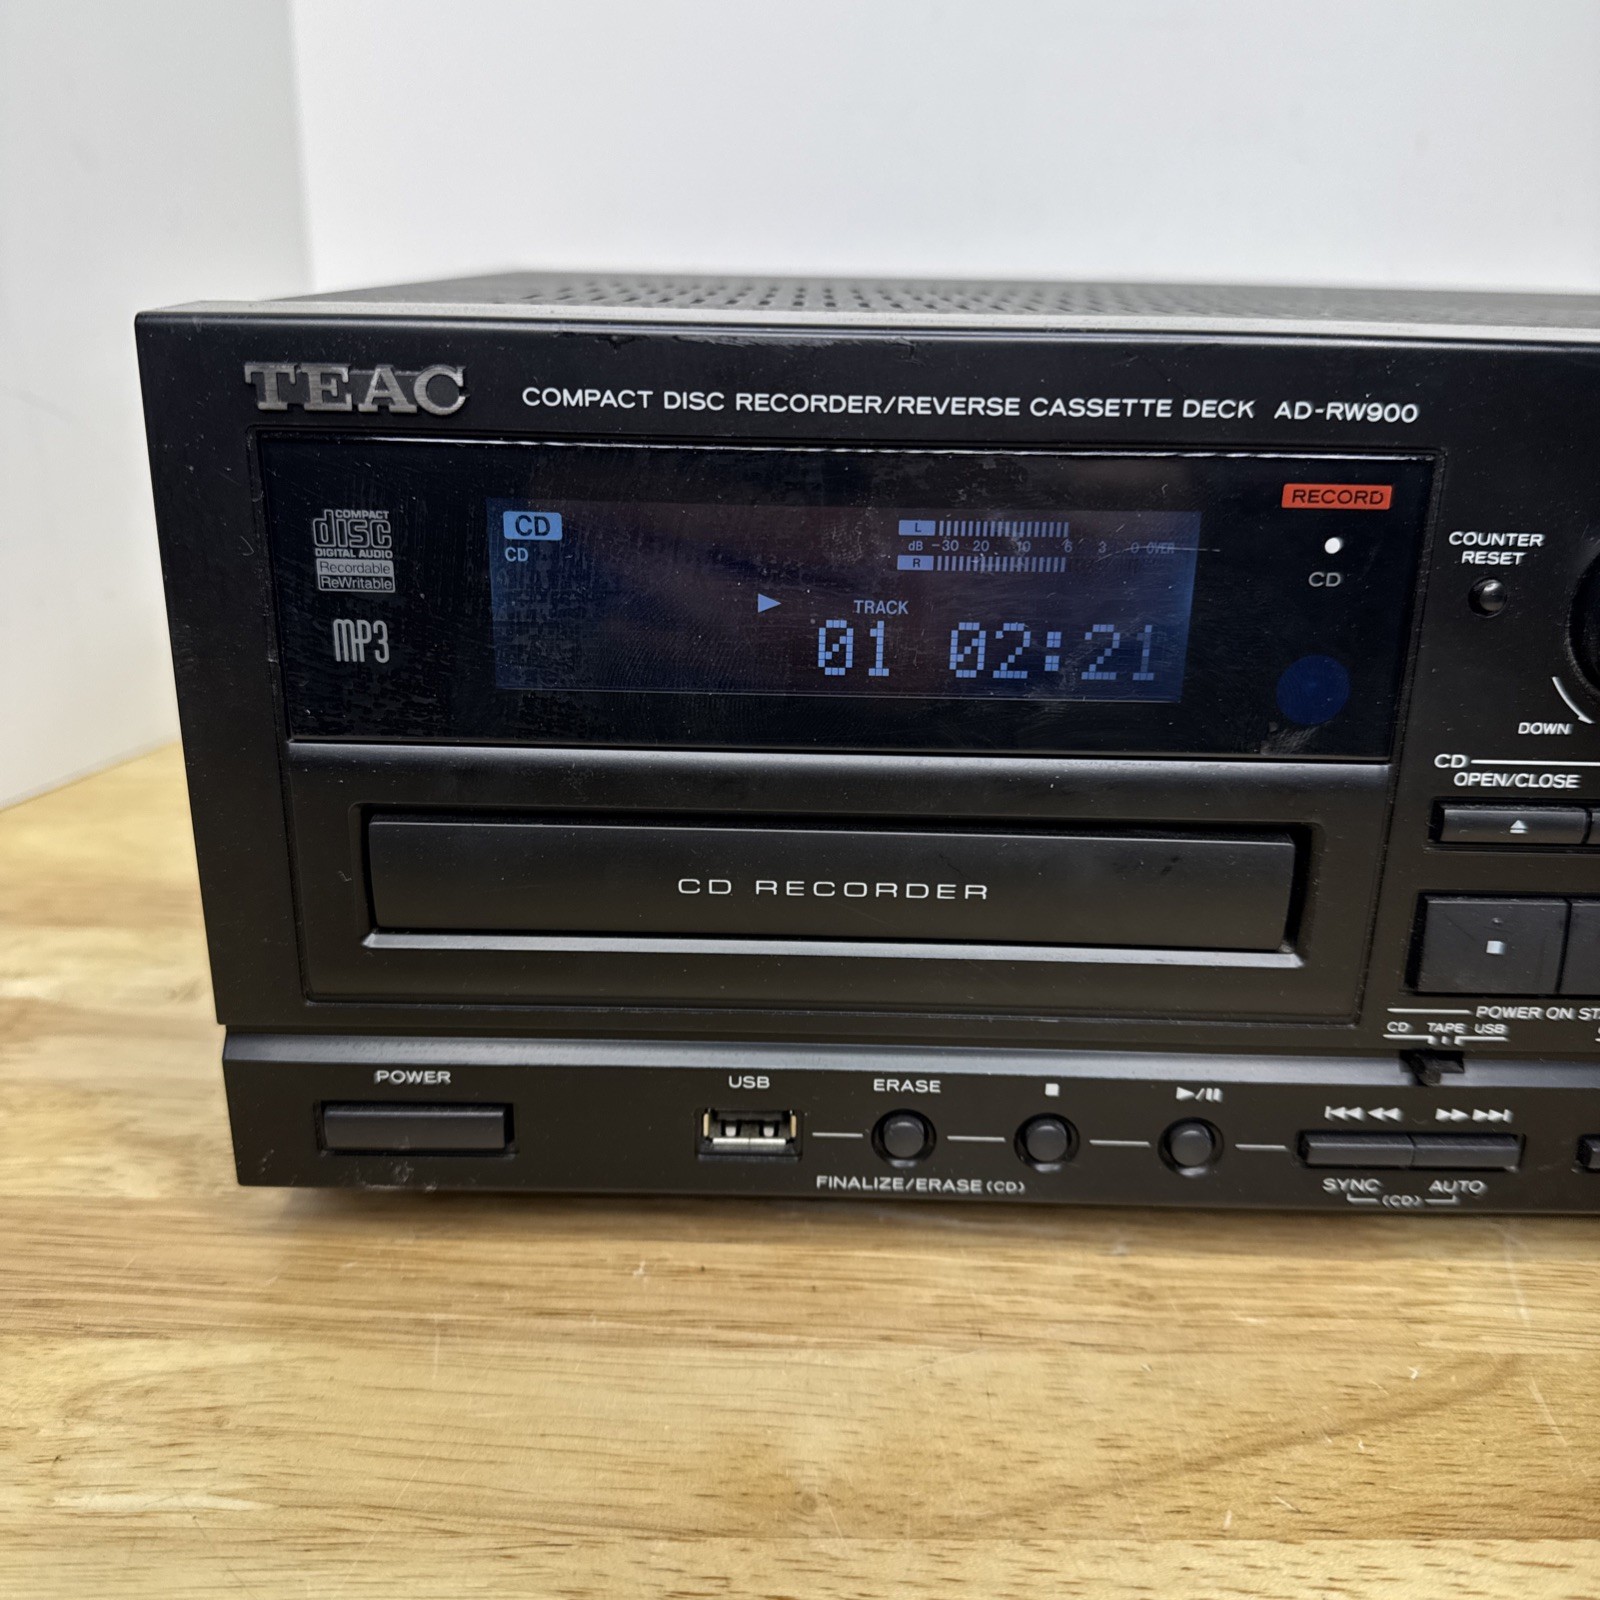 TEAC
COMPACT DISC RECORDER/REVERSE CASSETTE DECK AD-RW900
COMPACT
disc
DIGITAL AUDIO
Recordable
ReWritable
MP3
CD
CD
L
dB -30 20 10 6 3 0 OVER
R
TRACK
01 02:21
RECORD
CD
COUNTER
RESET
DOWN
CD
OPEN/CLOSE
CD RECORDER
POWER ON
CD TAPE USB
POWER
USB
ERASE
FINALIZE/ERASE (CD)
SYNC AUTO
(CD)